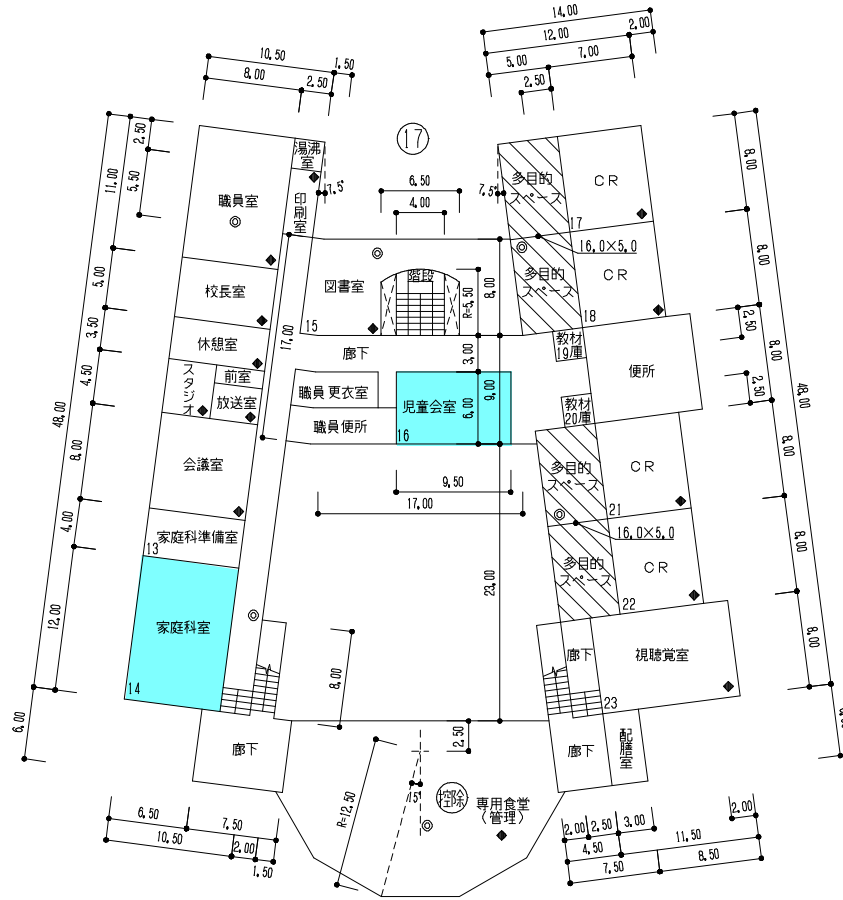 14.00
12.00
2.00
5.00
7.00
2.50
10.50
1.50
8.00
2.50
17
2.50
11.00
5.50
湯沸
室
7.5°
職員室
印
刷
室
6.50
4.00
7.5°
多目的
スペース
CR
17
16.0×5.0
8.00
8.00
5.00
校長室
図書室
15
階段
R=5.50
8.00
多目的
スペース
CR
18
3.50
17.00
休憩室
廊下
3.00
教材
19庫
便所
2.50
8.00
48.00
4.50
ス
タ
ジ
オ
前室
放送室
職員 更衣室
職員便所
児童会室
16
6.00
9.00
教材
20庫
2.50
48.00
8.00
会議室
9.50
17.00
多目的
スペース
CR
21
16.0×5.0
8.00
4.00
家庭科準備室
13
23.00
多目的
スペース
CR
22
8.00
12.00
家庭科室
14
8.00
廊下
視聴覚室
23
8.00
6.00
2.50
廊下
廊下
配
膳
室
R=12.50
15°
控除
専用食堂
(管理)
6.50
7.50
10.50
2.00
1.50
2.00
2.50
3.00
2.00
4.50
11.50
7.50
8.50